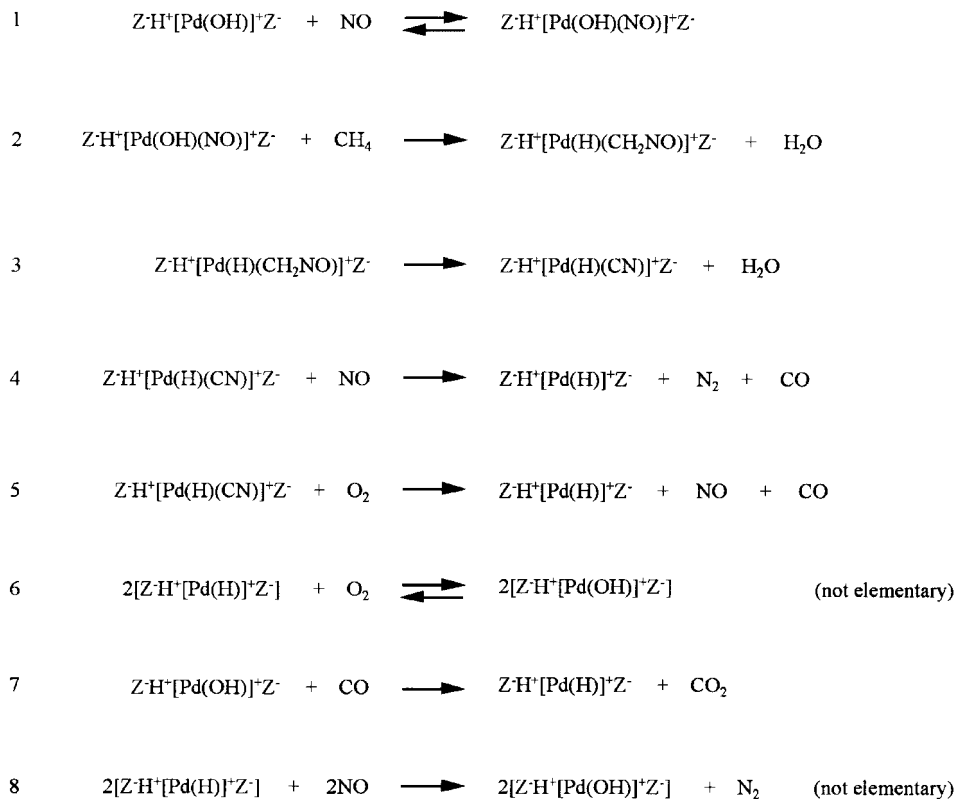 1 Z⁻H⁺[Pd(OH)]⁺Z⁻ + NO ⇌ Z⁻H⁺[Pd(OH)(NO)]⁺Z⁻
2 Z⁻H⁺[Pd(OH)(NO)]⁺Z⁻ + CH₄ → Z⁻H⁺[Pd(H)(CH₂NO)]⁺Z⁻ + H₂O
3 Z⁻H⁺[Pd(H)(CH₂NO)]⁺Z⁻ → Z⁻H⁺[Pd(H)(CN)]⁺Z⁻ + H₂O
4 Z⁻H⁺[Pd(H)(CN)]⁺Z⁻ + NO → Z⁻H⁺[Pd(H)]⁺Z⁻ + N₂ + CO
5 Z⁻H⁺[Pd(H)(CN)]⁺Z⁻ + O₂ → Z⁻H⁺[Pd(H)]⁺Z⁻ + NO + CO
6 2[Z⁻H⁺[Pd(H)]⁺Z⁻] + O₂ ⇌ 2[Z⁻H⁺[Pd(OH)]⁺Z⁻] (not elementary)
7 Z⁻H⁺[Pd(OH)]⁺Z⁻ + CO → Z⁻H⁺[Pd(H)]⁺Z⁻ + CO₂
8 2[Z⁻H⁺[Pd(H)]⁺Z⁻] + 2NO → 2[Z⁻H⁺[Pd(OH)]⁺Z⁻] + N₂ (not elementary)